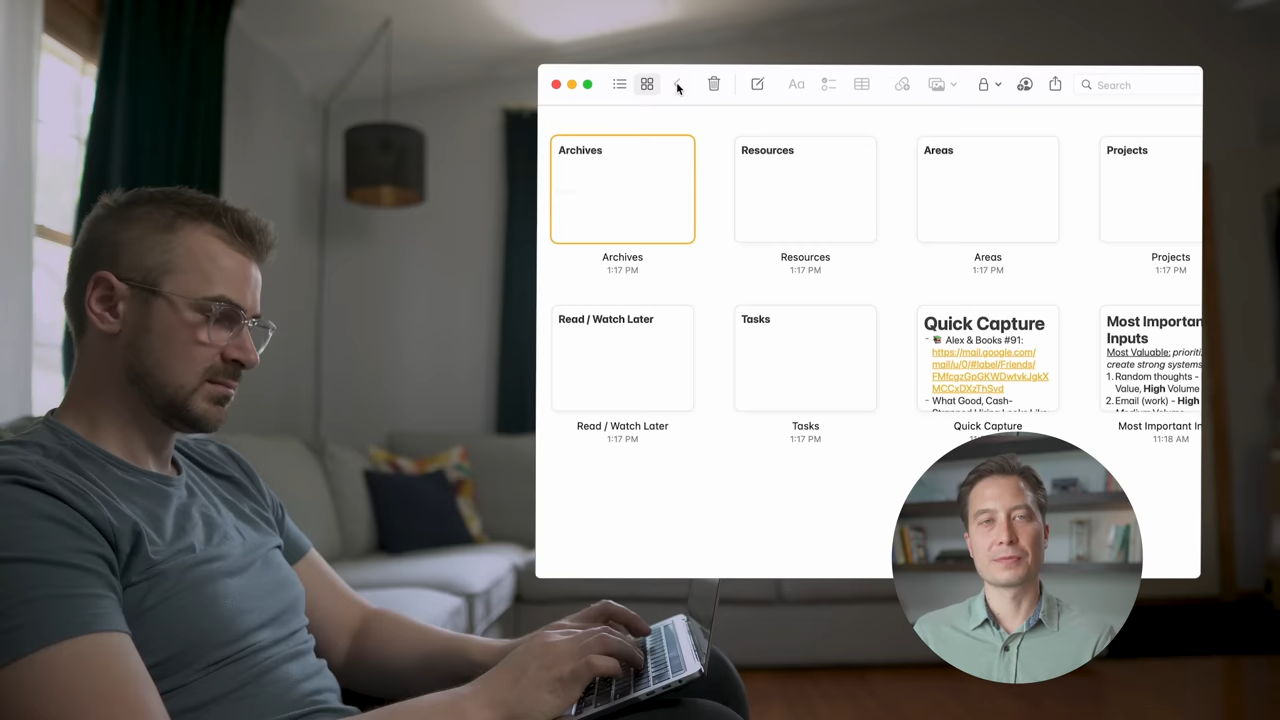 Aa
Search
Archives
Resources
Areas
Projects
Archives
1:17 PM
Resources
1:17 PM
Areas
1:17 PM
Projects
1:17 PM
Read / Watch Later
Tasks
Quick Capture
- 📚 Alex & Books #91:
https://mail.google.com/
mail/u/0/#label/Friends/
FMfcgzGpGKWDwtvkJgkX
MCCxDXzThSvd
- What Good, Cash-
Most Importan
Inputs
Most Valuable: prioriti
create strong systems
1. Random thoughts -
Value, High Volume
2. Email (work) - High
Read / Watch Later
1:17 PM
Tasks
1:17 PM
Quick Capture
Most Important In
11:18 AM